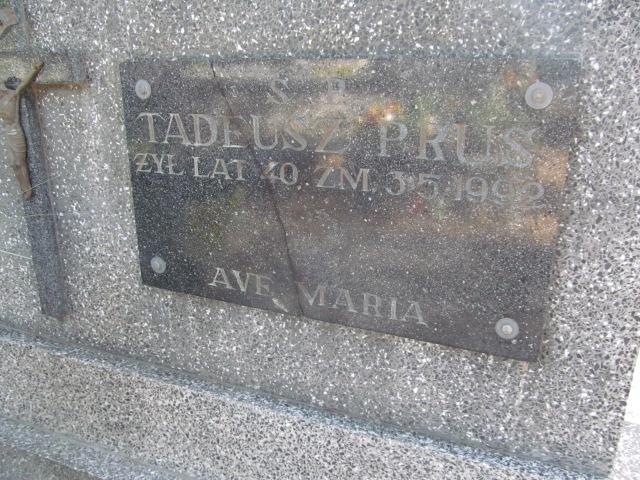 Ś P
TADEUSZ PRUS
ŻYŁ LAT 40 ZM. 3.5.1992
AVE MARIA